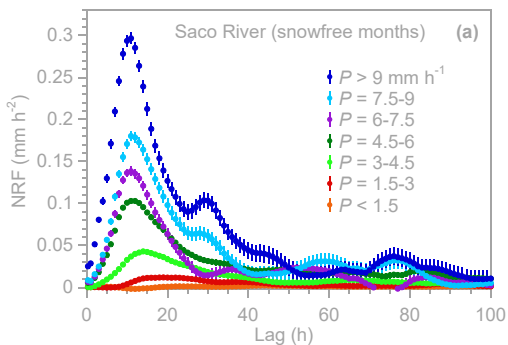 Saco River (snowfree months) (a)
NRF (mm h⁻²)
0.3
0.25
0.2
0.15
0.1
0.05
0
P > 9 mm h⁻¹
P = 7.5-9
P = 6-7.5
P = 4.5-6
P = 3-4.5
P = 1.5-3
P < 1.5
0 20 40 60 80 100
Lag (h)